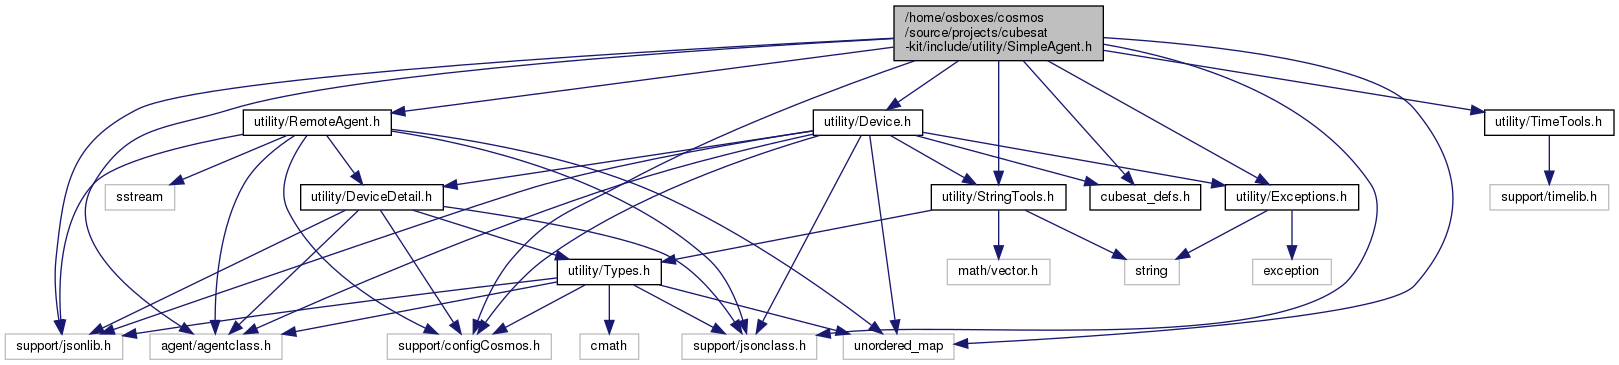 /home/osboxes/cosmos
/source/projects/cubesat
-kit/include/utility/SimpleAgent.h
utility/RemoteAgent.h
utility/Device.h
utility/TimeTools.h
sstream
utility/DeviceDetail.h
utility/StringTools.h
cubesat_defs.h
utility/Exceptions.h
support/timelib.h
utility/Types.h
math/vector.h
string
exception
support/jsonlib.h
agent/agentclass.h
support/configCosmos.h
cmath
support/jsonclass.h
unordered_map